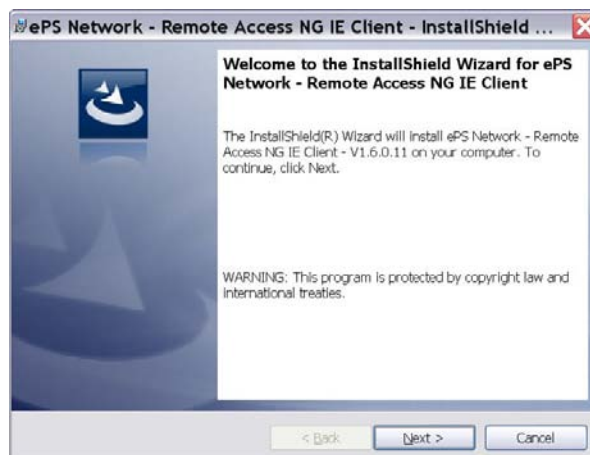 ePS Network - Remote Access NG IE Client - InstallShield ...
Welcome to the InstallShield Wizard for ePS
Network - Remote Access NG IE Client
The InstallShield(R) Wizard will install ePS Network - Remote
Access NG IE Client - V1.6.0.11 on your computer. To
continue, click Next.
WARNING: This program is protected by copyright law and
international treaties.
< Back Next > Cancel